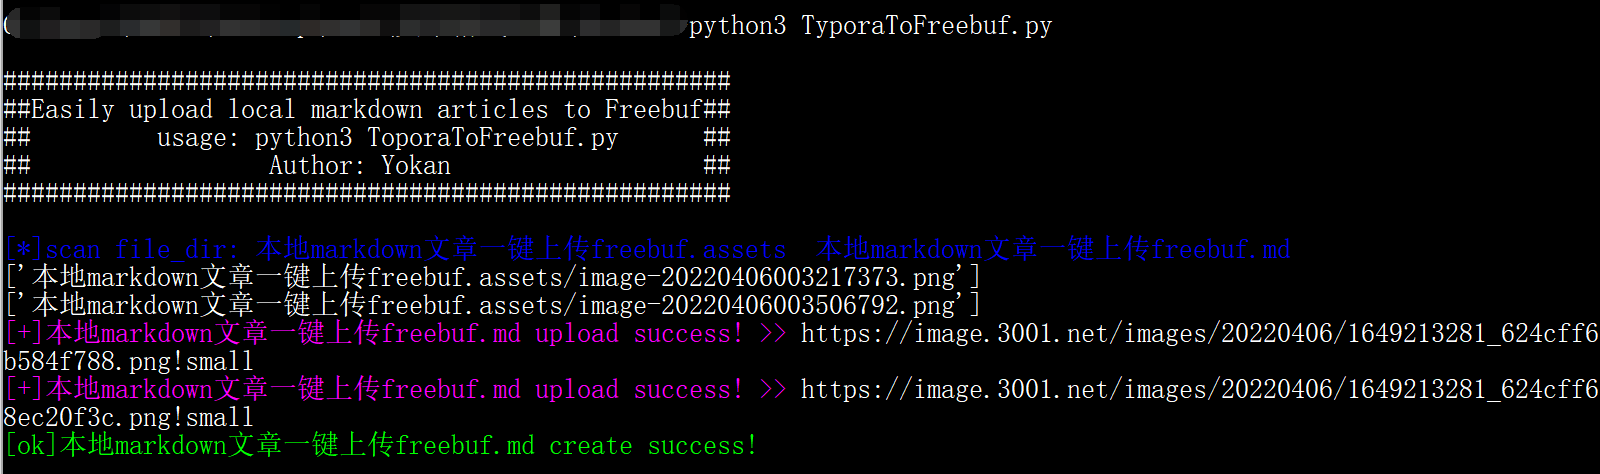 python3 TyporaToFreebuf.py
####################################################
##Easily upload local markdown articles to Freebuf##
##         usage: python3 ToporaToFreebuf.py      ##
##                 Author: Yokan                  ##
####################################################
[*]scan file_dir: 本地markdown文章一键上传freebuf.assets  本地markdown文章一键上传freebuf.md
['本地markdown文章一键上传freebuf.assets/image-20220406003217373.png']
['本地markdown文章一键上传freebuf.assets/image-20220406003506792.png']
[+]本地markdown文章一键上传freebuf.md upload success! >> https://image.3001.net/images/20220406/1649213281_624cff6
b584f788.png!small
[+]本地markdown文章一键上传freebuf.md upload success! >> https://image.3001.net/images/20220406/1649213281_624cff6
8ec20f3c.png!small
[ok]本地markdown文章一键上传freebuf.md create success!